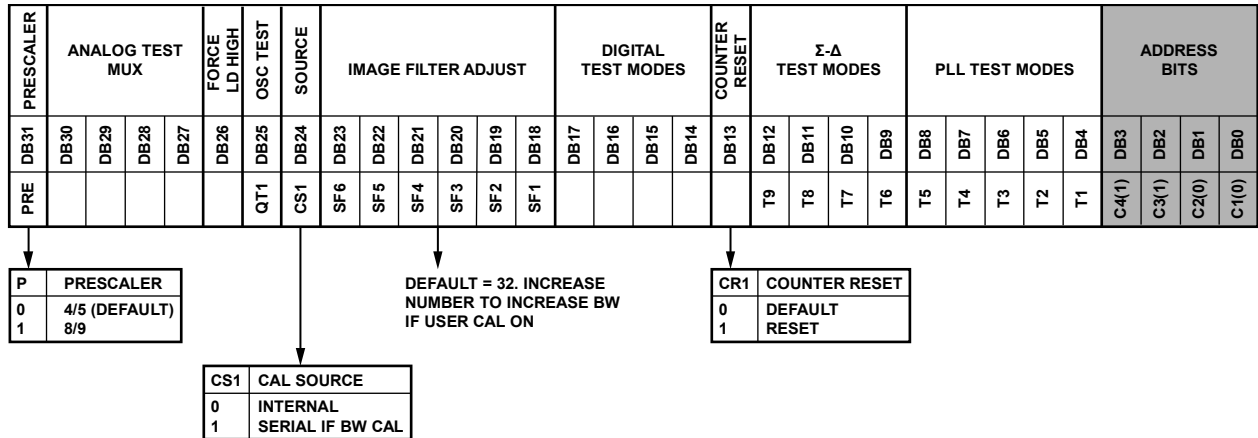 PRESCALER
ANALOG TEST
MUX
FORCE
LD HIGH
OSC TEST
SOURCE
IMAGE FILTER ADJUST
DIGITAL
TEST MODES
COUNTER
RESET
Σ-Δ
TEST MODES
PLL TEST MODES
ADDRESS
BITS
DB31 DB30 DB29 DB28 DB27 DB26 DB25 DB24 DB23 DB22 DB21 DB20 DB19 DB18 DB17 DB16 DB15 DB14 DB13 DB12 DB11 DB10 DB9 DB8 DB7 DB6 DB5 DB4 DB3 DB2 DB1 DB0
PRE QT1 CS1 SF6 SF5 SF4 SF3 SF2 SF1 T9 T8 T7 T6 T5 T4 T3 T2 T1 C4(1) C3(1) C2(0) C1(0)
P PRESCALER
0 4/5 (DEFAULT)
1 8/9
DEFAULT = 32. INCREASE
NUMBER TO INCREASE BW
IF USER CAL ON
CR1 COUNTER RESET
0 DEFAULT
1 RESET
CS1 CAL SOURCE
0 INTERNAL
1 SERIAL IF BW CAL